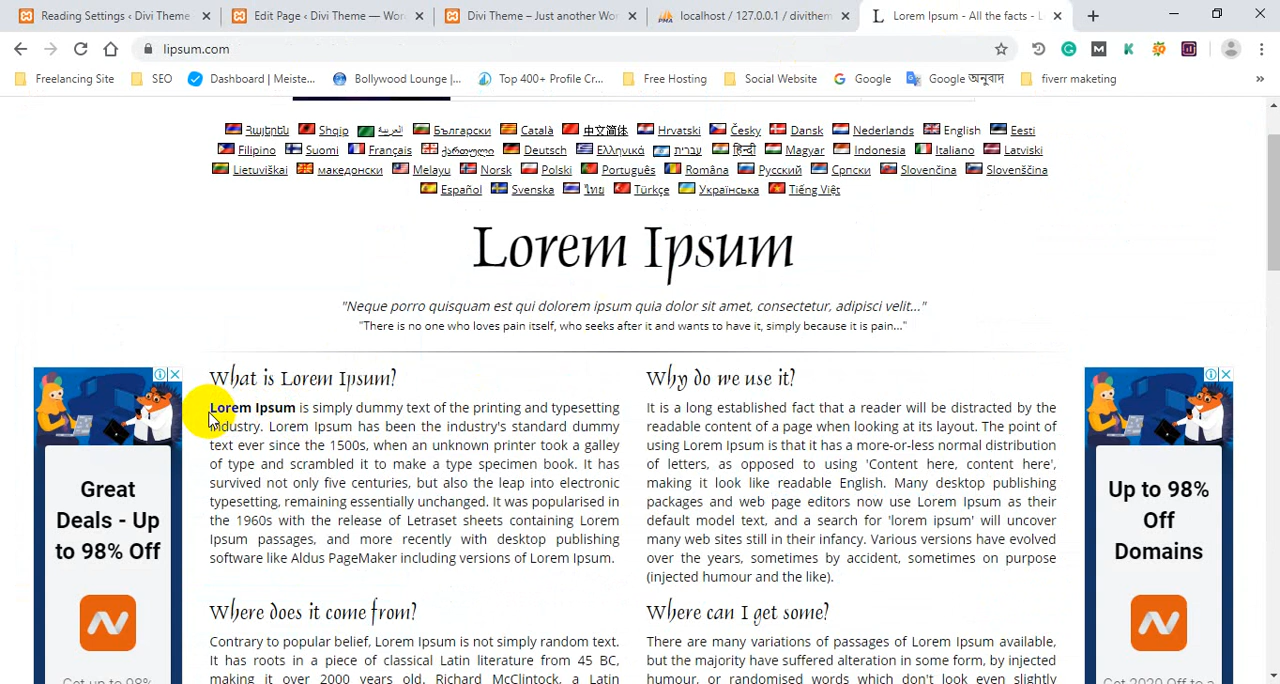 Reading Settings ‹ Divi Theme
Edit Page ‹ Divi Theme — Wor
Divi Theme – Just another Wor
localhost / 127.0.0.1 / divithem
Lorem Ipsum - All the facts - L
lipsum.com
Freelancing Site
SEO
Dashboard | Meiste...
Bollywood Lounge |...
Top 400+ Profile Cr...
Free Hosting
Social Website
Google
Google অনুবাদ
fiverr maketing
Հայերեն Shqip العربية Български Català 中文简体 Hrvatski Česky Dansk Nederlands English Eesti
Filipino Suomi Français ქართული Deutsch Ελληνικά עברית हिन्दी Magyar Indonesia Italiano Latviski
Lietuviškai македонски Melayu Norsk Polski Português Româna Pyccкий Српски Slovenčina Slovenščina
Español Svenska ไทย Türkçe Українська Tiếng Việt
Lorem Ipsum
"Neque porro quisquam est qui dolorem ipsum quia dolor sit amet, consectetur, adipisci velit..."
"There is no one who loves pain itself, who seeks after it and wants to have it, simply because it is pain..."
What is Lorem Ipsum?
Lorem Ipsum is simply dummy text of the printing and typesetting
industry. Lorem Ipsum has been the industry's standard dummy
text ever since the 1500s, when an unknown printer took a galley
of type and scrambled it to make a type specimen book. It has
survived not only five centuries, but also the leap into electronic
typesetting, remaining essentially unchanged. It was popularised in
the 1960s with the release of Letraset sheets containing Lorem
Ipsum passages, and more recently with desktop publishing
software like Aldus PageMaker including versions of Lorem Ipsum.
Why do we use it?
It is a long established fact that a reader will be distracted by the
readable content of a page when looking at its layout. The point of
using Lorem Ipsum is that it has a more-or-less normal distribution
of letters, as opposed to using 'Content here, content here',
making it look like readable English. Many desktop publishing
packages and web page editors now use Lorem Ipsum as their
default model text, and a search for 'lorem ipsum' will uncover
many web sites still in their infancy. Various versions have evolved
over the years, sometimes by accident, sometimes on purpose
(injected humour and the like).
Where does it come from?
Contrary to popular belief, Lorem Ipsum is not simply random text.
It has roots in a piece of classical Latin literature from 45 BC,
making it over 2000 years old. Richard McClintock, a Latin
Where can I get some?
There are many variations of passages of Lorem Ipsum available,
but the majority have suffered alteration in some form, by injected
humour, or randomised words which don't look even slightly
Great
Deals - Up
to 98% Off
Get up to 98%
Up to 98%
Off
Domains
Get 2020 Off to a